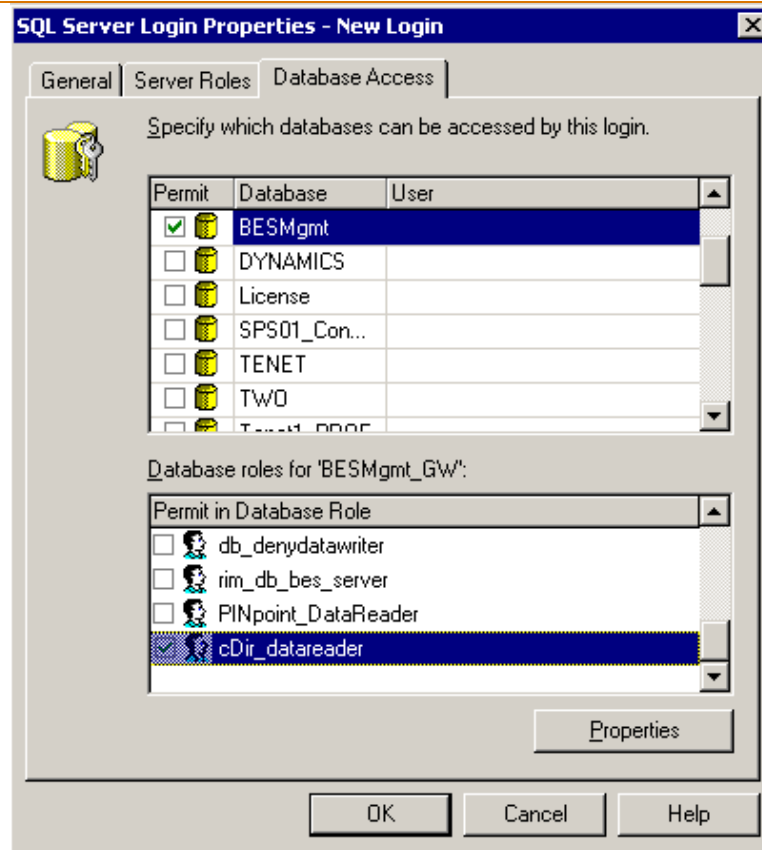 SQL Server Login Properties - New Login
General Server Roles Database Access
Specify which databases can be accessed by this login.
Permit Database User
BESMgmt
DYNAMICS
License
SPS01_Con...
TENET
TWO
Database roles for 'BESMgmt_GW':
Permit in Database Role
db_denydatawriter
rim_db_bes_server
PINpoint_DataReader
cDir_datareader
Properties
OK Cancel Help